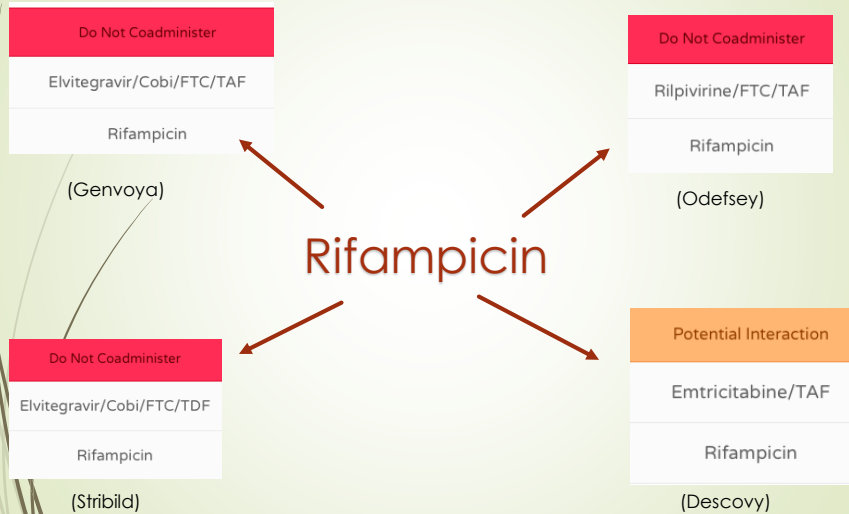 Do Not Coadminister
Elvitegravir/Cobi/FTC/TAF
Rifampicin
(Genvoya)
Do Not Coadminister
Rilpivirine/FTC/TAF
Rifampicin
(Odefsey)
Rifampicin
Do Not Coadminister
Elvitegravir/Cobi/FTC/TDF
Rifampicin
(Stribild)
Potential Interaction
Emtricitabine/TAF
Rifampicin
(Descovy)